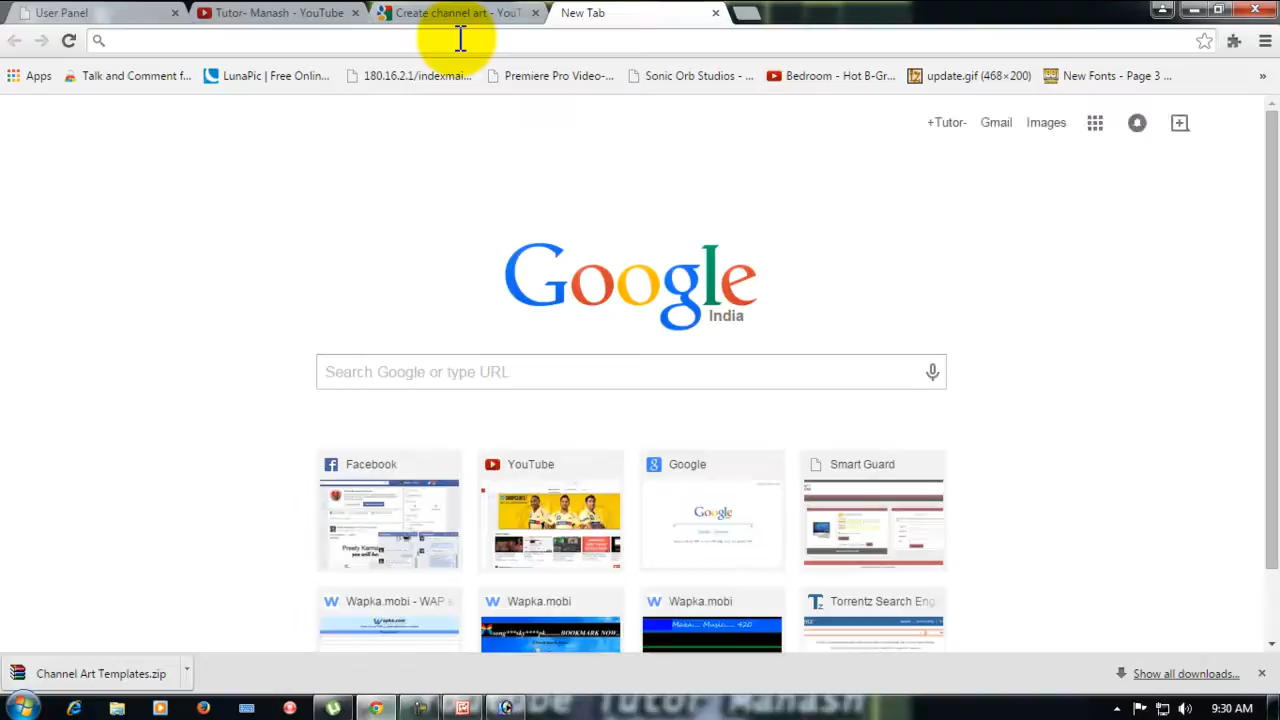 User Panel
Tutor- Manash - YouTube
Create channel art - YouT
New Tab
Apps
Talk and Comment f...
LunaPic | Free Onlin...
180.16.2.1/indexmai...
Premiere Pro Video-...
Sonic Orb Studios - ...
Bedroom - Hot B-Gr...
update.gif (468×200)
New Fonts - Page 3 ...
»
+Tutor-
Gmail
Images
Google
India
Search Google or type URL
Facebook
YouTube
Google
Smart Guard
Google
Wapka.mobi - WAP s
Wapka.mobi
Wapka.mobi
Torrentz Search Eng
Channel Art Templates.zip
Show all downloads...
Tutor Manash
9:30 AM